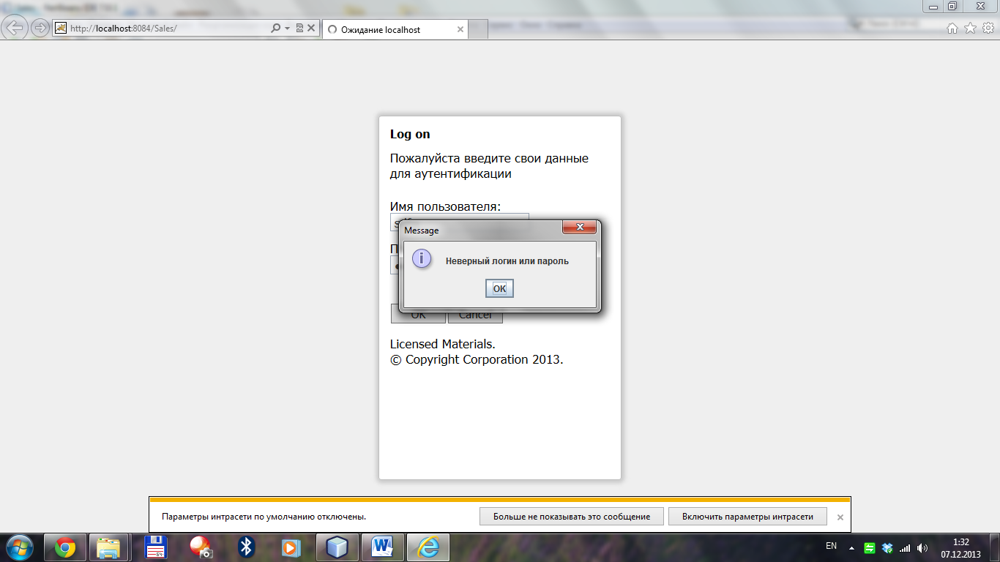 http://localhost:8084/Sales/
Ожидание localhost
Log on
Пожалуйста введите свои данные
для аутентификации
Имя пользователя:
Message
Неверный логин или пароль
OK
OK
Cancel
Licensed Materials.
© Copyright Corporation 2013.
Параметры интрасети по умолчанию отключены.
Больше не показывать это сообщение
Включить параметры интрасети
EN
1:32
07.12.2013